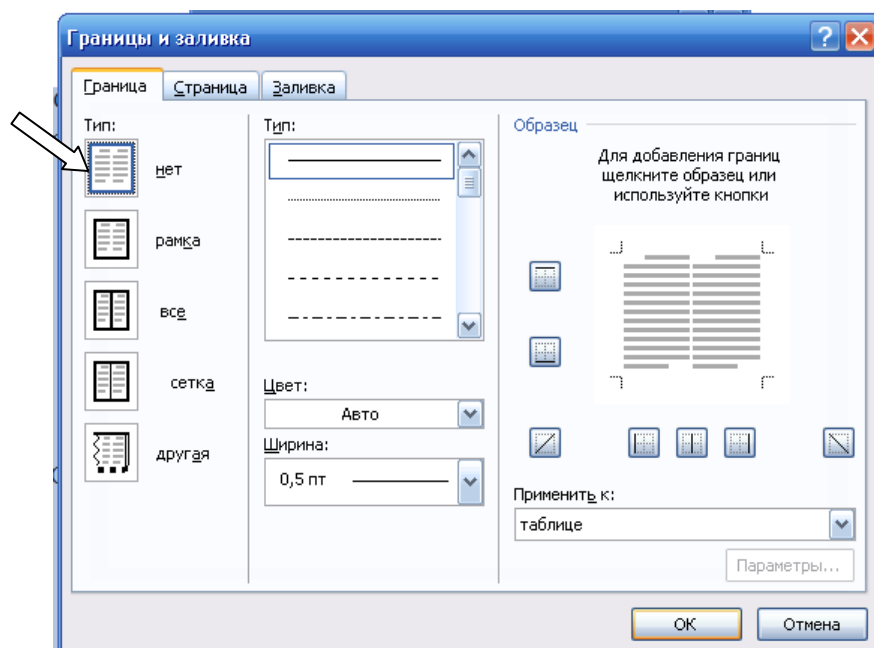 Границы и заливка
Граница
Страница
Заливка
Тип:
нет
рамка
все
сетка
другая
Тип:
Цвет:
Авто
Ширина:
0,5 пт
Образец
Для добавления границ
щелкните образец или
используйте кнопки
Применить к:
таблице
Параметры...
ОК
Отмена